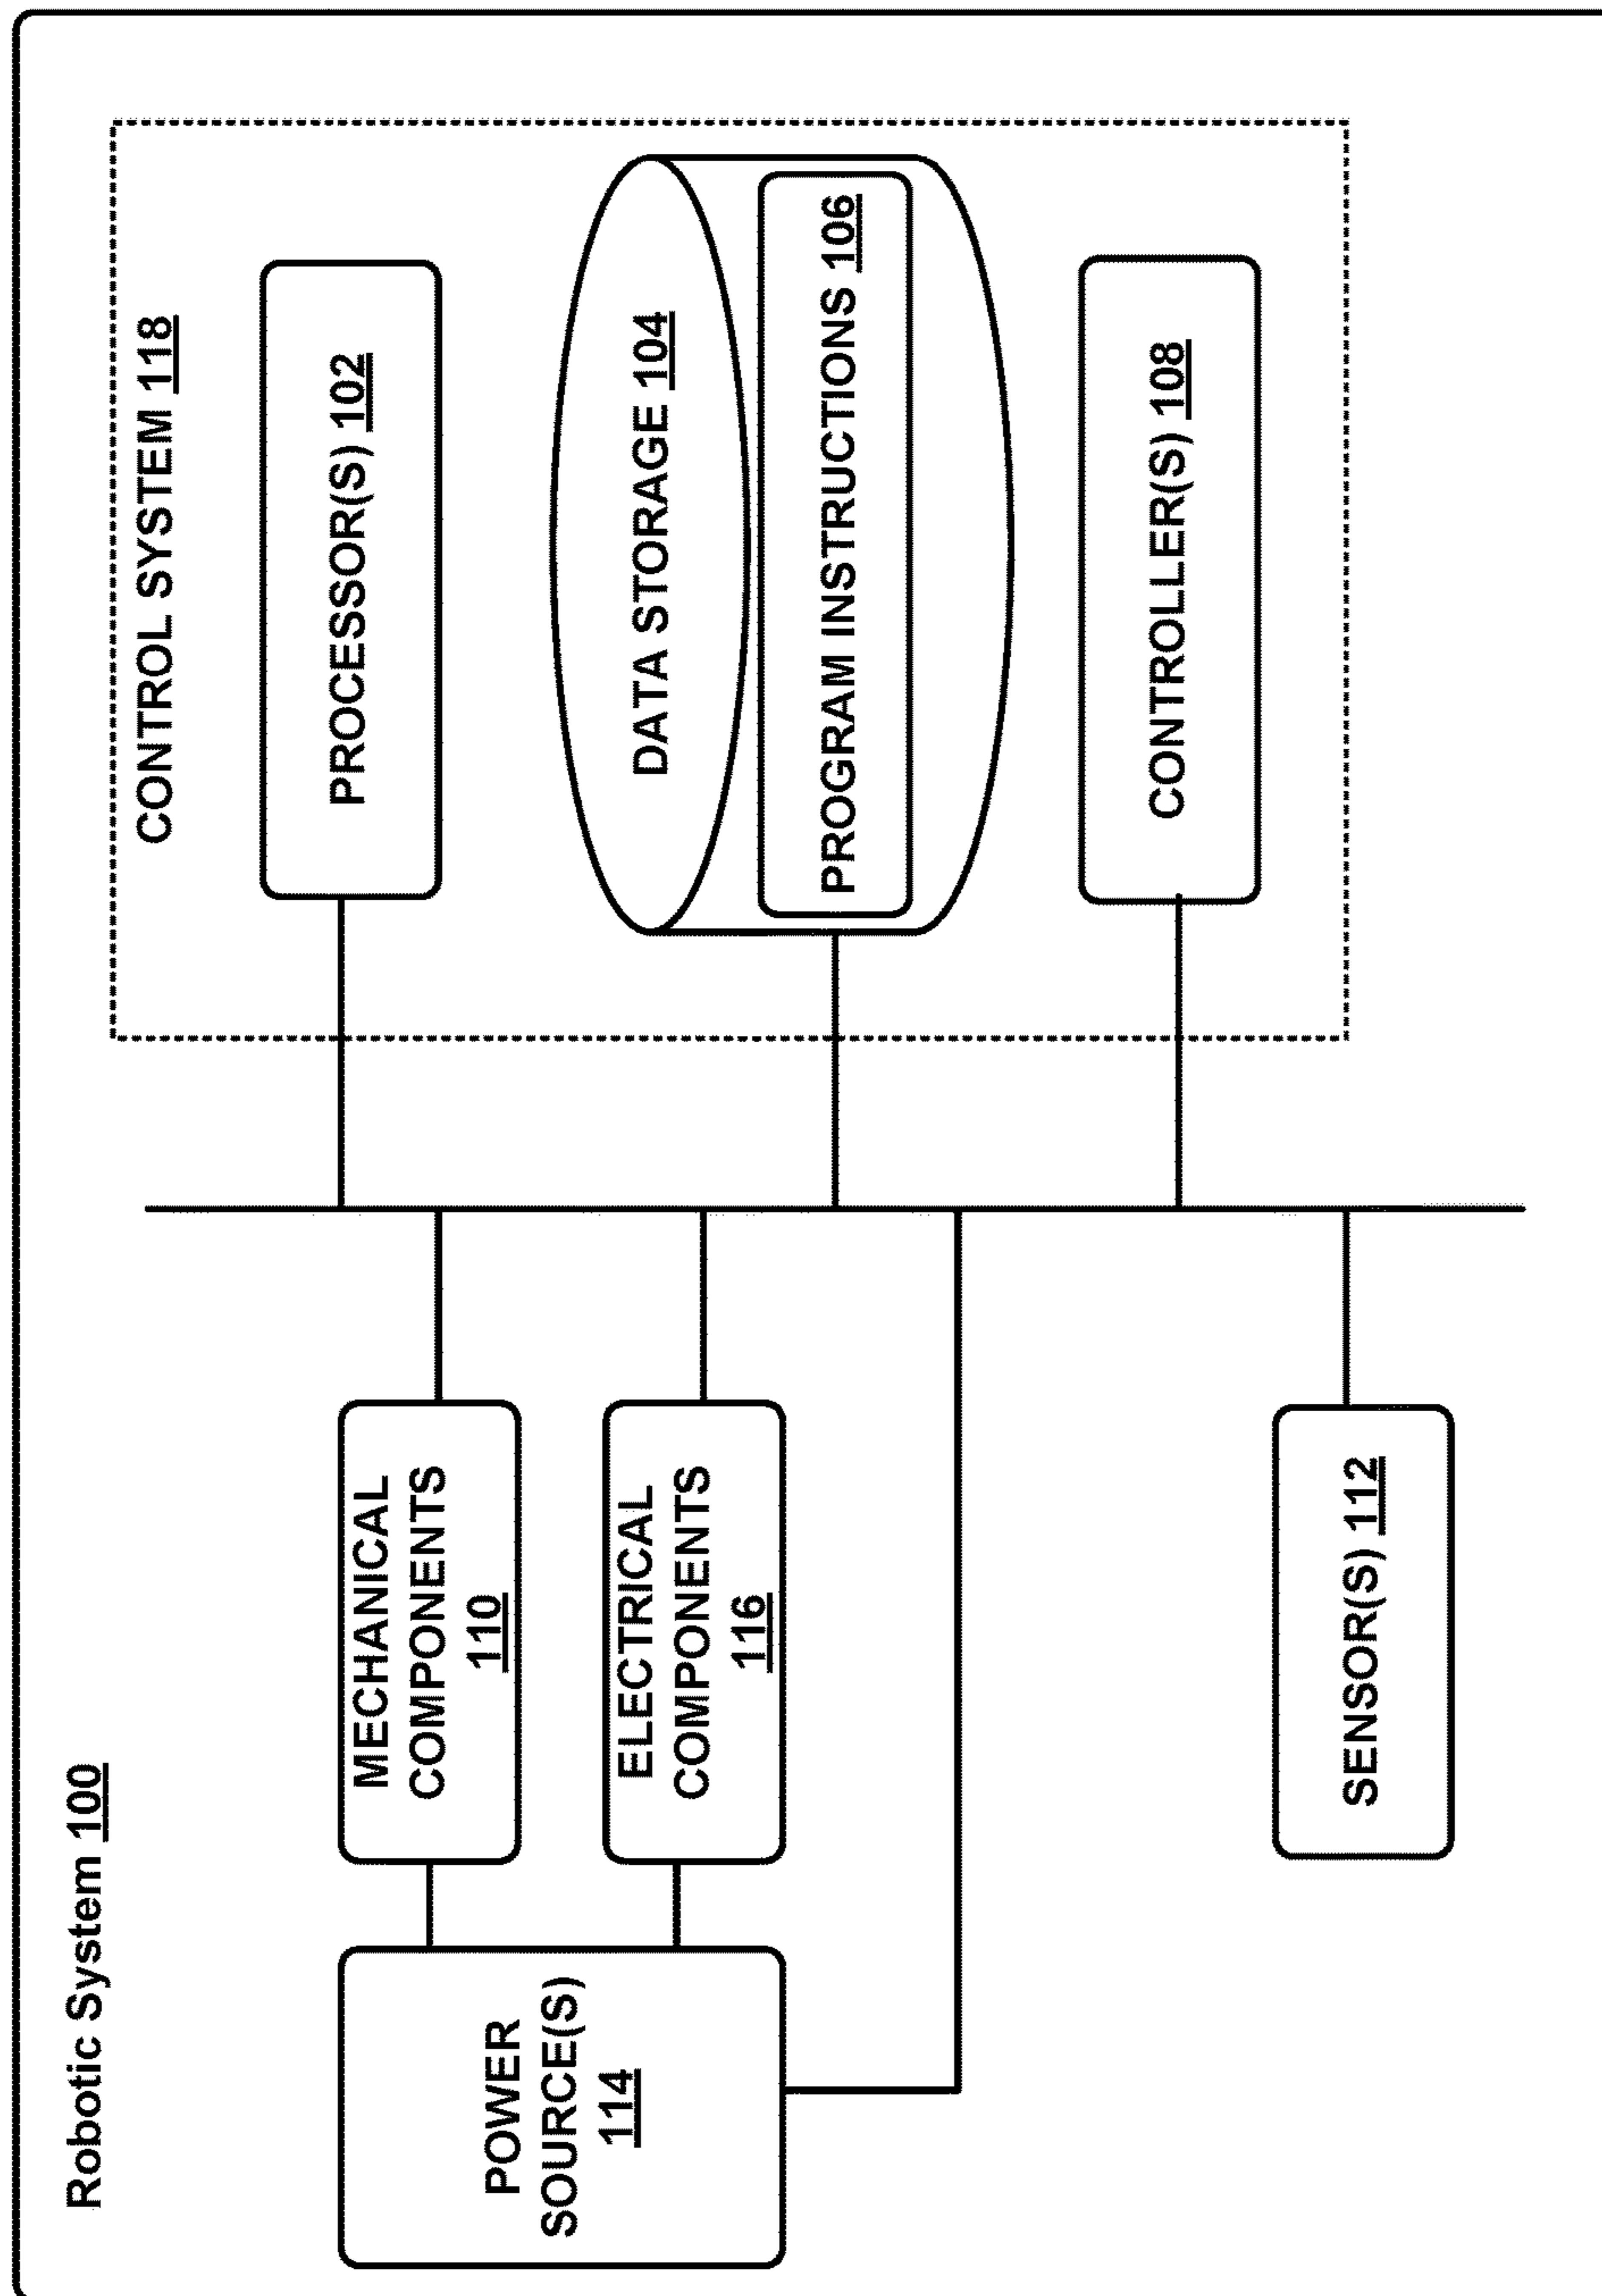 Robotic System 100
POWER
SOURCE(S)
114
MECHANICAL
COMPONENTS
110
ELECTRICAL
COMPONENTS
116
SENSOR(S) 112
CONTROL SYSTEM 118
PROCESSOR(S) 102
DATA STORAGE 104
PROGRAM INSTRUCTIONS 106
CONTROLLER(S) 108